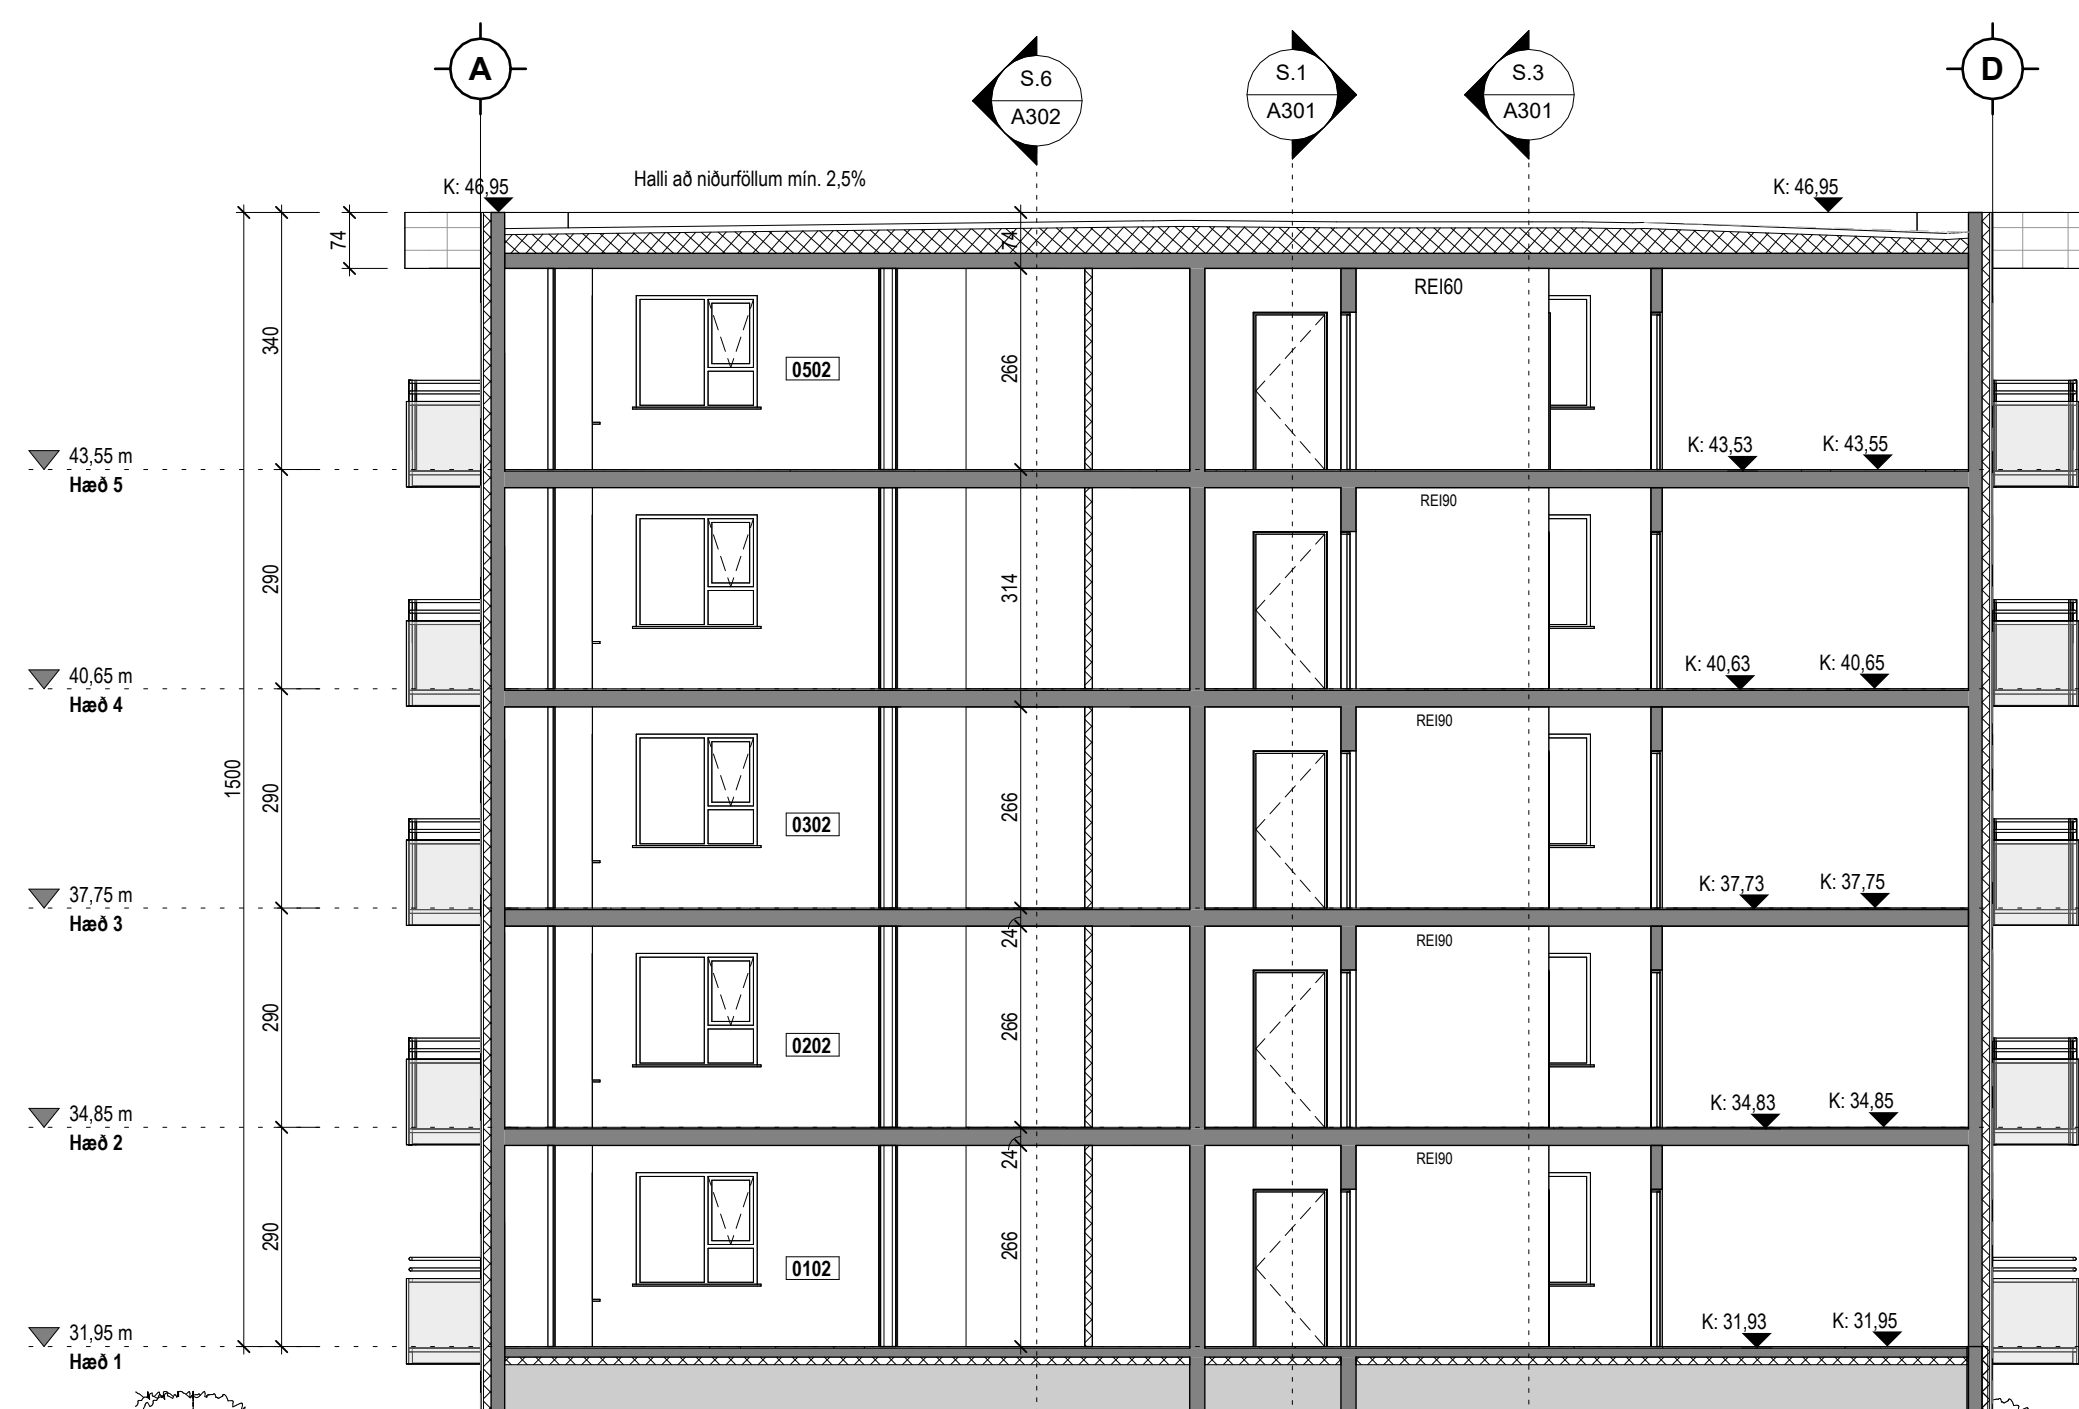 A
S.6
A302
S.1
A301
S.3
A301
D
K: 46,95
Halli að niðurföllum mín. 2,5%
K: 46,95
74
74
340
REI60
266
0502
K: 43,53
K: 43,55
43,55 m
Hæð 5
REI90
290
314
K: 40,63
K: 40,65
40,65 m
Hæð 4
REI90
1500
290
266
0302
K: 37,73
K: 37,75
37,75 m
Hæð 3
24
REI90
290
266
0202
K: 34,83
K: 34,85
34,85 m
Hæð 2
24
REI90
290
266
0102
K: 31,93
K: 31,95
31,95 m
Hæð 1